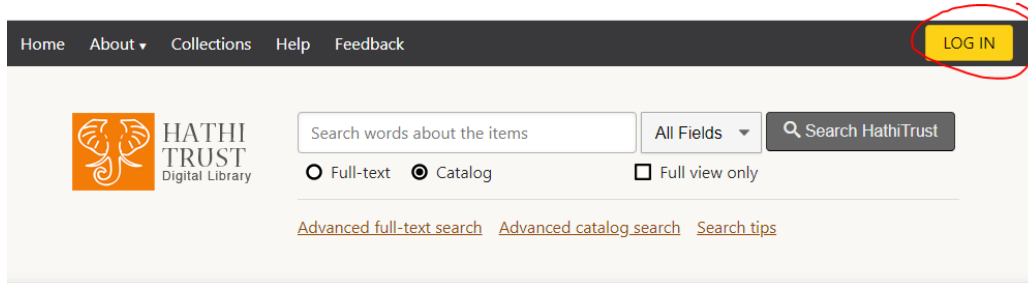 Home About ▾ Collections Help Feedback LOG IN
HATHI
TRUST
Digital Library
Search words about the items All Fields Search HathiTrust
Full-text Catalog Full view only
Advanced full-text search Advanced catalog search Search tips